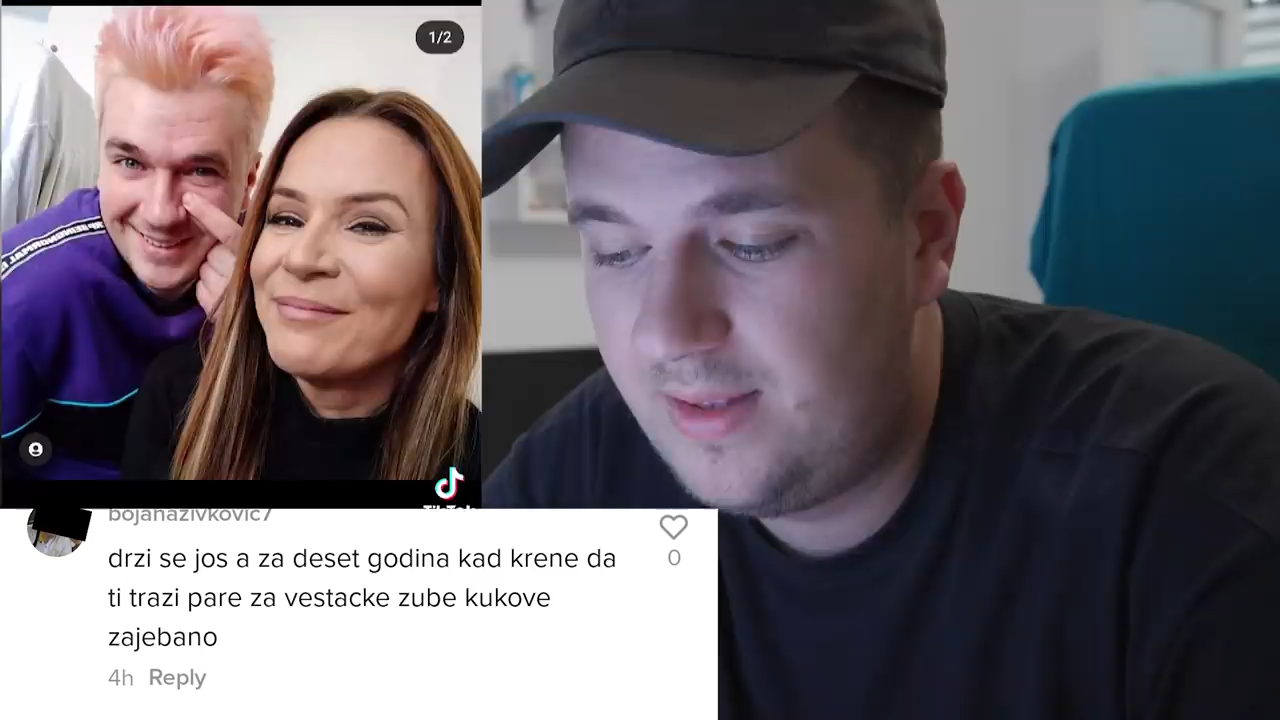 1/2
bojanazivkovic7
drzi se jos a za deset godina kad krene da
ti trazi pare za vestacke zube kukove
zajebano
0
4h Reply